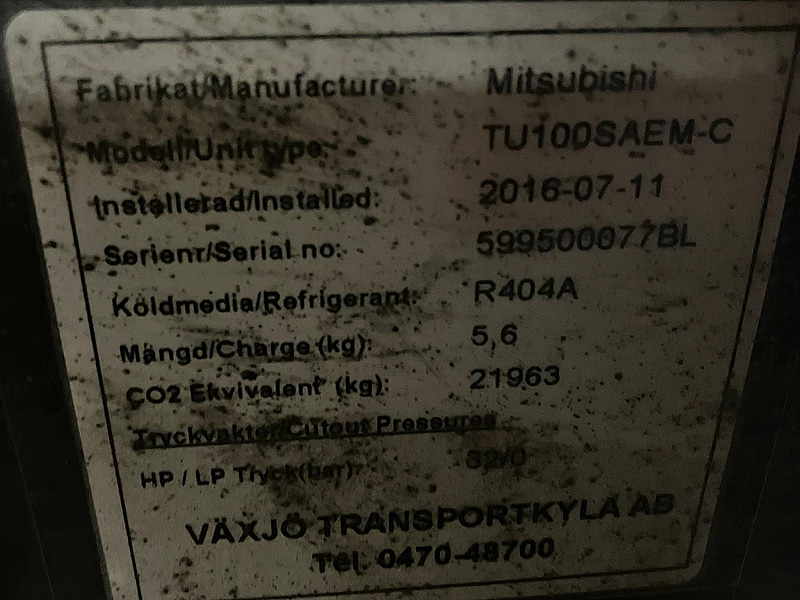 Fabrikat/Manufacturer: Mitsubishi
Modell/Unit type: TU100SAEM-C
Installerad/Installed: 2016-07-11
Serienr/Serial no: 599500077BL
Köldmedia/Refrigerant: R404A
Mängd/Charge (kg): 5,6
CO2 Ekvivalent (kg): 21963
Tryckvakter/Cutout Pressures
HP / LP Tryck(bar): 32/0
VÄXJÖ TRANSPORTKYLA AB
Tel. 0470-48700